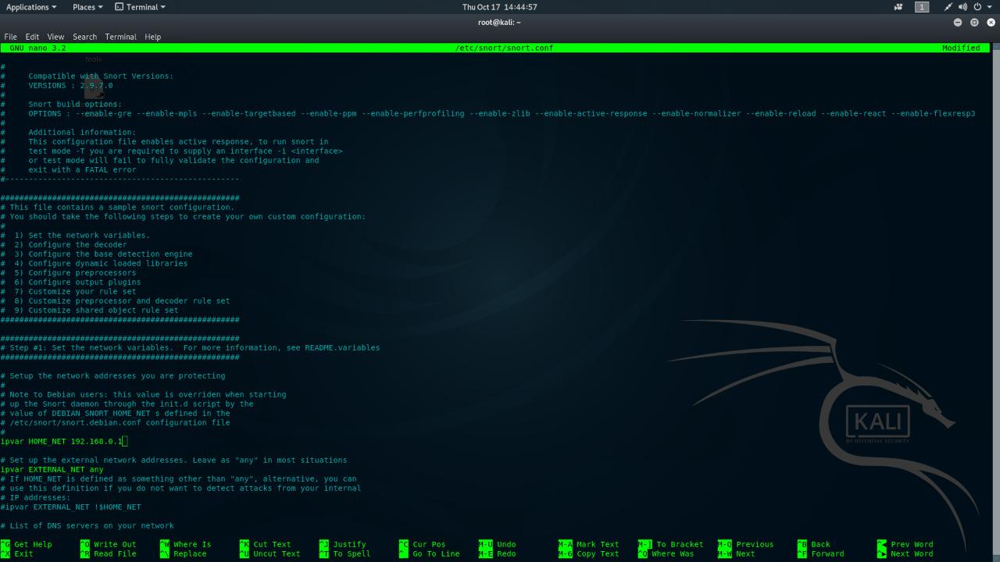 Applications Places Terminal Thu Oct 17 14:44:57 1
root@kali: ~
File Edit View Search Terminal Help
GNU nano 3.2 /etc/snort/snort.conf Modified
tools
#
# Compatible with Snort Versions:
# VERSIONS : 2.9.7.0
#
# Snort build options:
# OPTIONS : --enable-gre --enable-mpls --enable-targetbased --enable-ppm --enable-perfprofiling --enable-zlib --enable-active-response --enable-normalizer --enable-reload --enable-react --enable-flexresp3
#
# Additional information:
# This configuration file enables active response, to run snort in
# test mode -T you are required to supply an interface -i <interface>
# or test mode will fail to fully validate the configuration and
# exit with a FATAL error
#--------------------------------------------------
###################################################
# This file contains a sample snort configuration.
# You should take the following steps to create your own custom configuration:
#
# 1) Set the network variables.
# 2) Configure the decoder
# 3) Configure the base detection engine
# 4) Configure dynamic loaded libraries
# 5) Configure preprocessors
# 6) Configure output plugins
# 7) Customize your rule set
# 8) Customize preprocessor and decoder rule set
# 9) Customize shared object rule set
###################################################
###################################################
# Step #1: Set the network variables. For more information, see README.variables
###################################################
# Setup the network addresses you are protecting
#
# Note to Debian users: this value is overriden when starting
# up the Snort daemon through the init.d script by the
# value of DEBIAN_SNORT_HOME_NET s defined in the
# /etc/snort/snort.debian.conf configuration file
#
ipvar HOME_NET 192.168.0.1
# Set up the external network addresses. Leave as "any" in most situations
ipvar EXTERNAL_NET any
# If HOME_NET is defined as something other than "any", alternative, you can
# use this definition if you do not want to detect attacks from your internal
# IP addresses:
#ipvar EXTERNAL_NET !$HOME_NET
# List of DNS servers on your network
KALI
BY OFFENSIVE SECURITY
^G Get Help ^O Write Out ^W Where Is ^K Cut Text ^J Justify ^C Cur Pos M-U Undo M-A Mark Text M-] To Bracket M-Q Previous ^B Back ^◀ Prev Word
^X Exit ^R Read File ^\ Replace ^U Uncut Text ^T To Spell ^_ Go To Line M-E Redo M-6 Copy Text ^Q Where Was M-W Next ^F Forward ^▶ Next Word